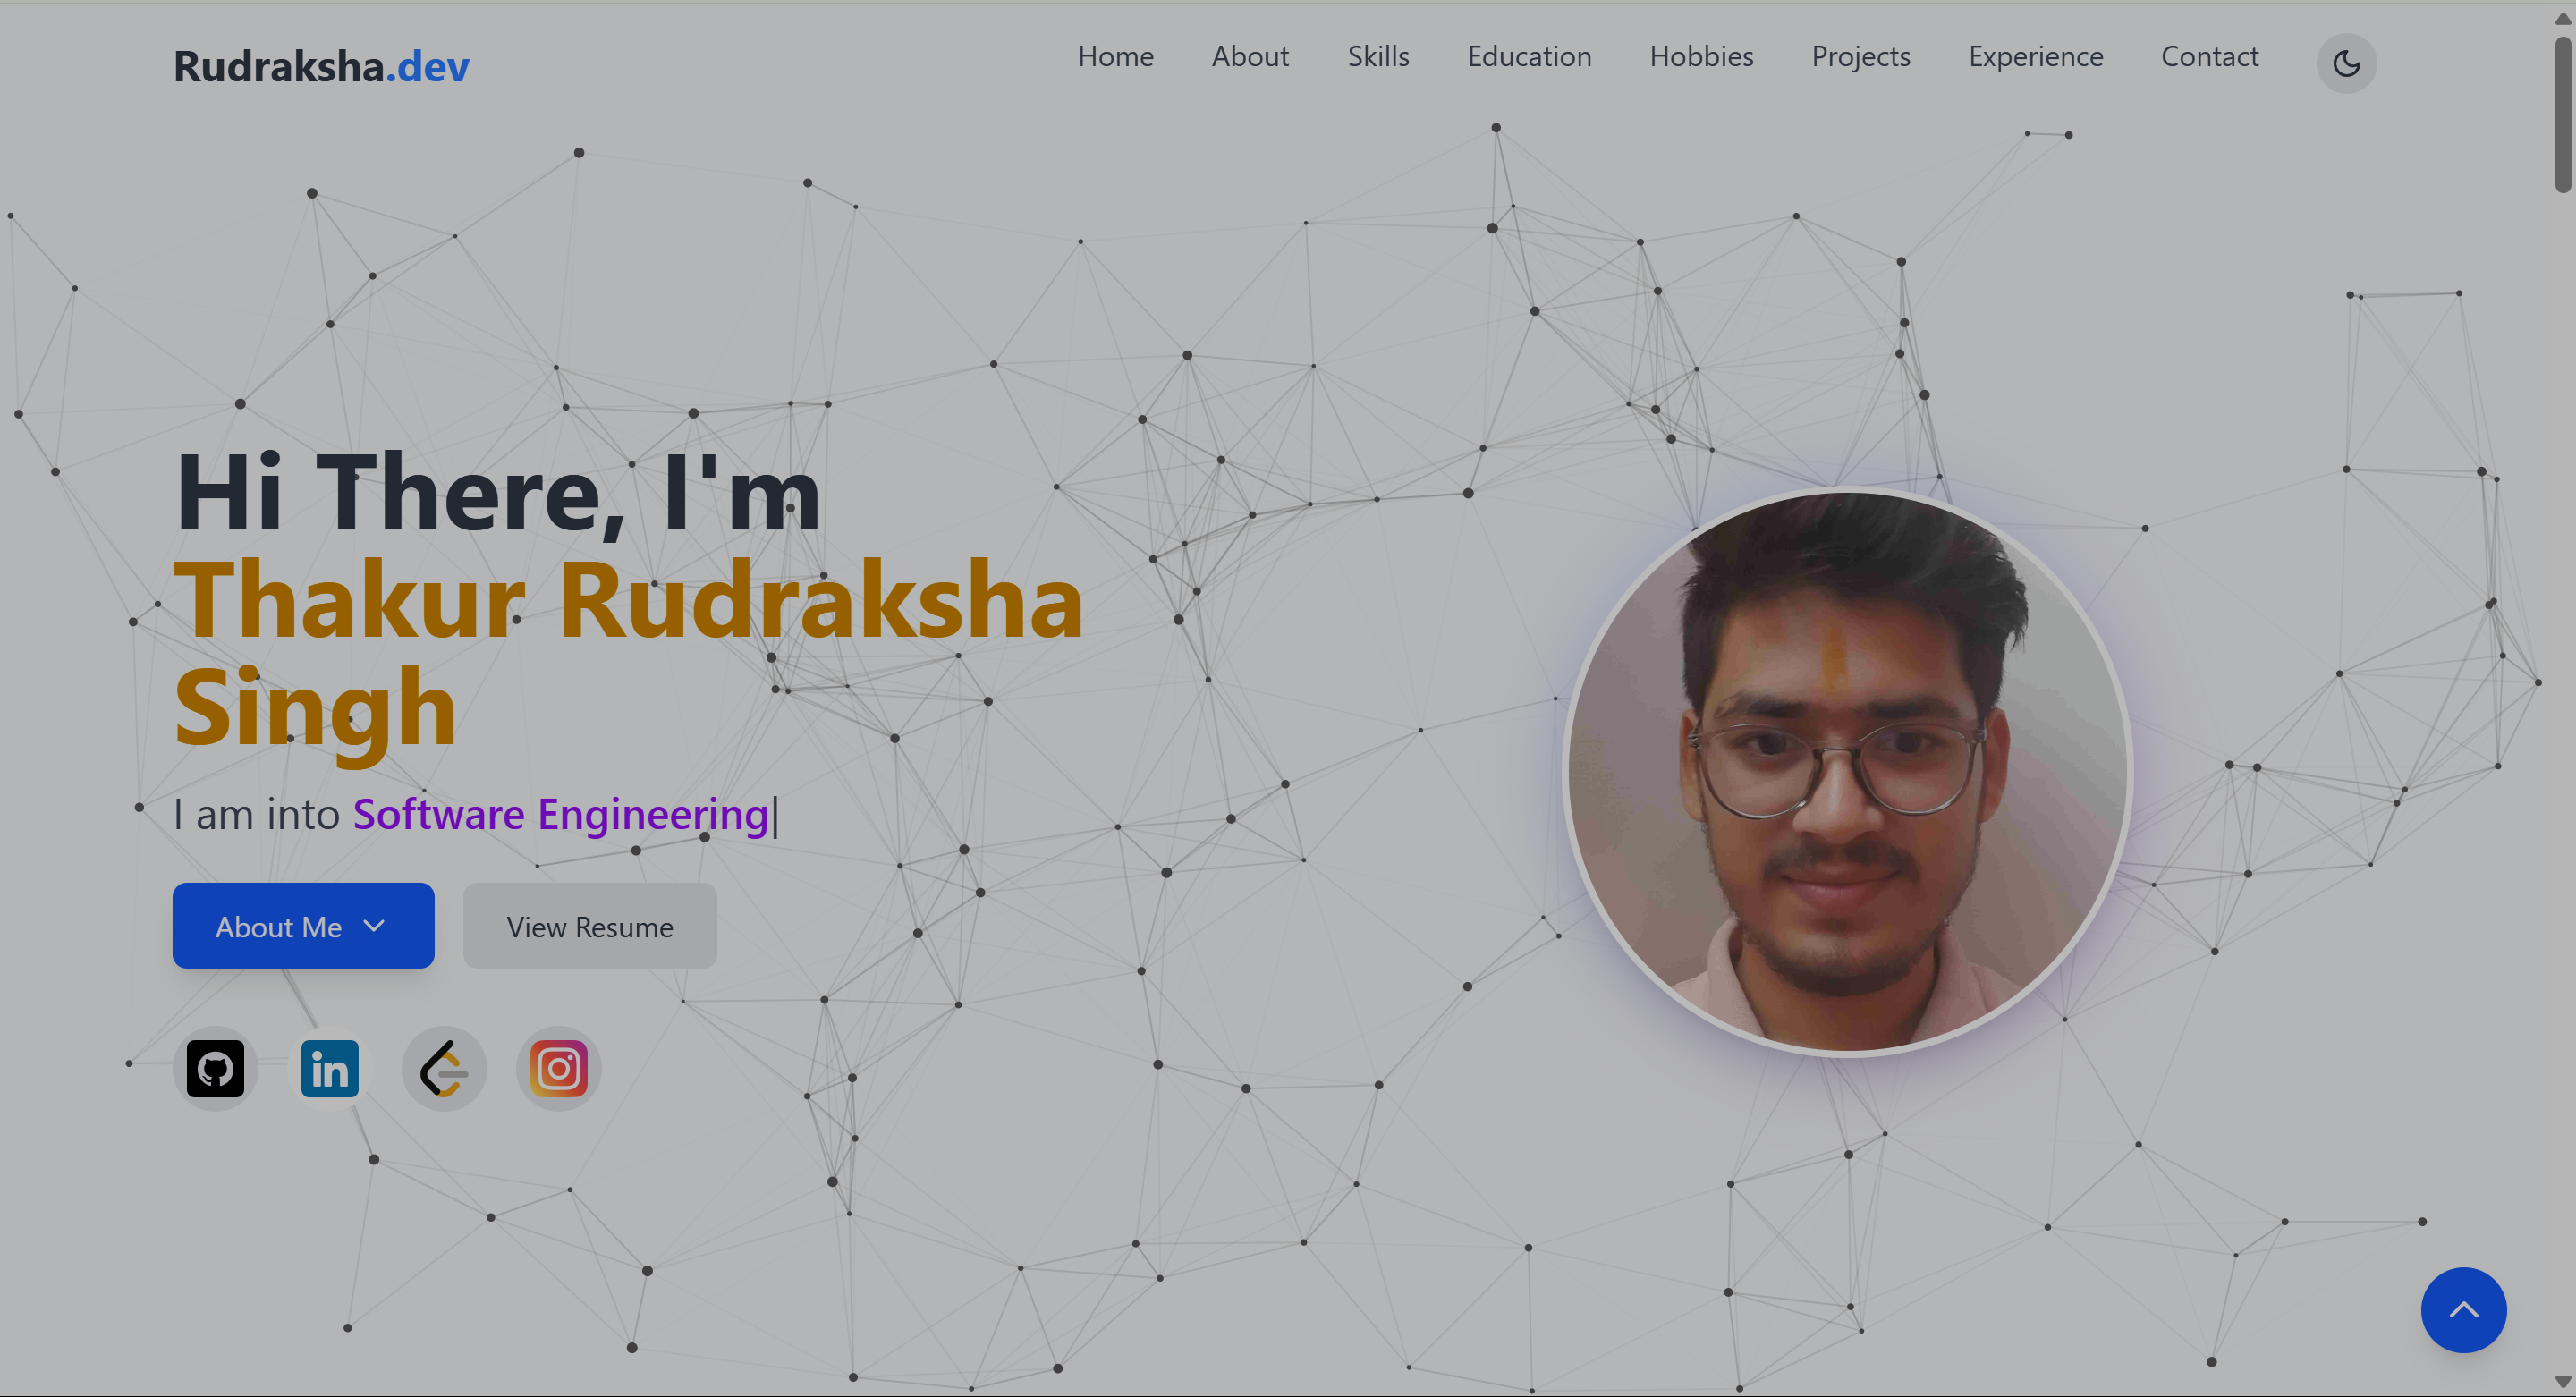 Rudraksha.dev
Home About Skills Education Hobbies Projects Experience Contact
Hi There, I'm
Thakur Rudraksha
Singh
I am into Software Engineering|
About Me
View Resume
in